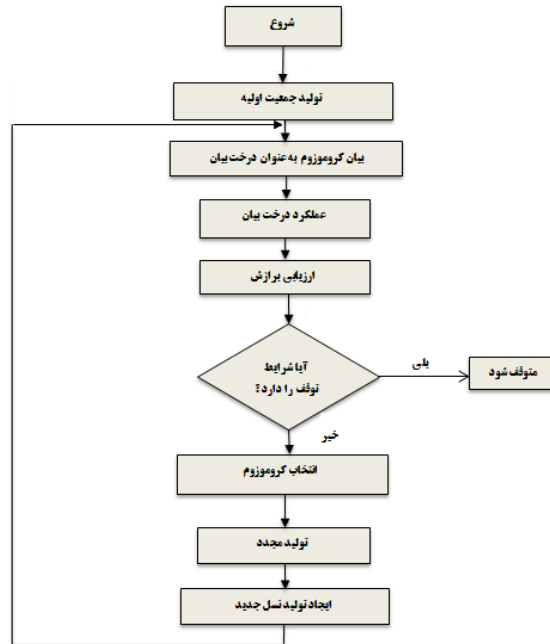 شروع
تولید جمعیت اولیه
بیان کروموزوم به عنوان درخت بیان
عملکرد درخت بیان
ارزیابی برازش
آیا شرایط
توقف را دارد؟
بلی
متوقف شود
خیر
انتخاب کروموزوم
تولید مجدد
ایجاد تولید نسل جدید